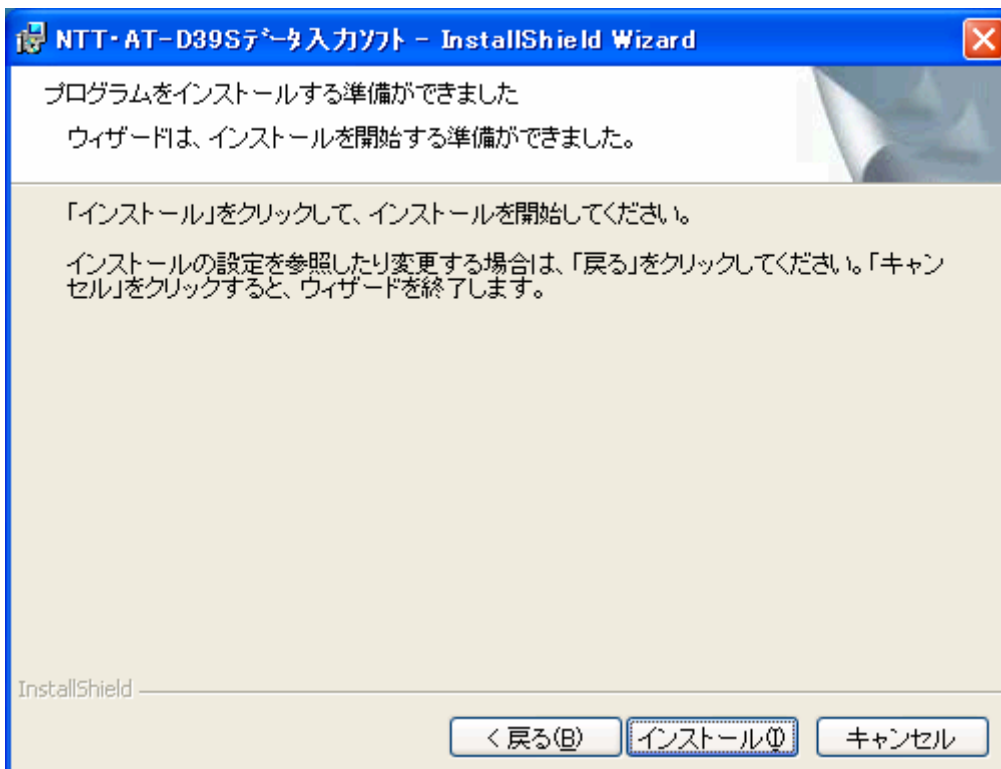 NTT・AT-D39Sﾃﾞｰﾀ入力ｿﾌﾄ - InstallShield Wizard
プログラムをインストールする準備ができました
ウィザードは、インストールを開始する準備ができました。
「インストール」をクリックして、インストールを開始してください。
インストールの設定を参照したり変更する場合は、「戻る」をクリックしてください。「キャン
セル」をクリックすると、ウィザードを終了します。
InstallShield
< 戻る(B) インストール(I) キャンセル